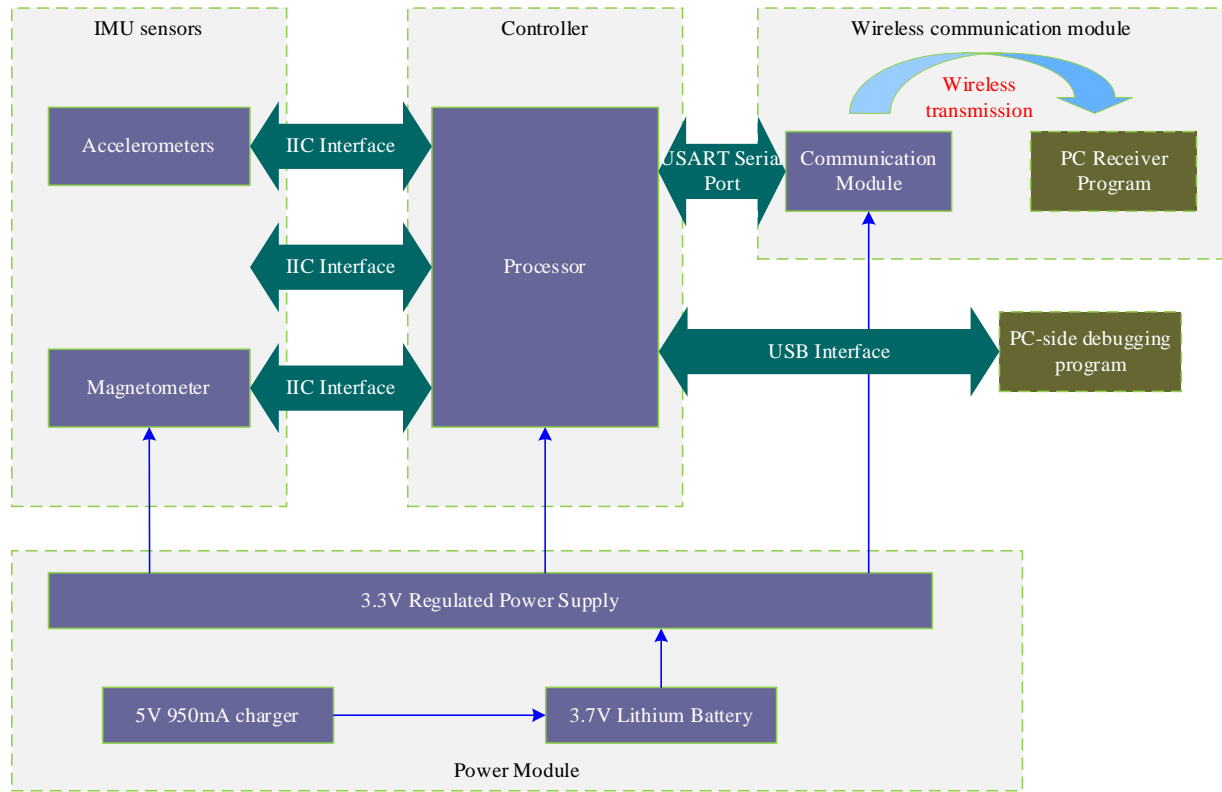 IMU sensors
Controller
Wireless communication module
Wireless
transmission
Accelerometers
IIC Interface
USART Serial
Port
Communication
Module
PC Receiver
Program
IIC Interface
Processor
PC-side debugging
program
USB Interface
Magnetometer
IIC Interface
3.3V Regulated Power Supply
5V 950mA charger
3.7V Lithium Battery
Power Module